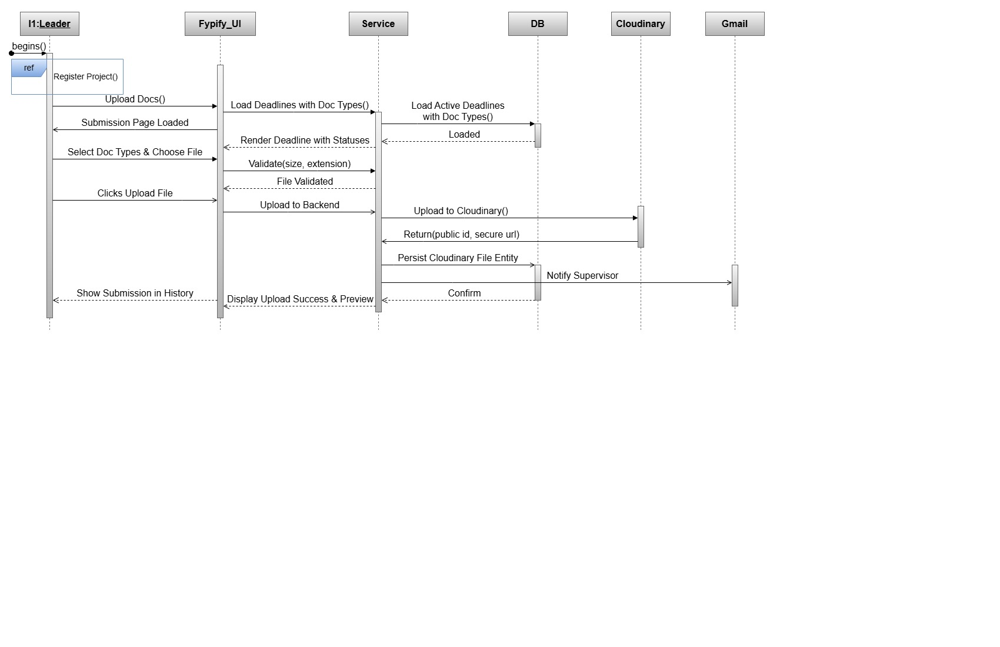 I1:Leader
Fypify_UI
Service
DB
Cloudinary
Gmail
begins()
ref
Register Project()
Upload Docs()
Load Deadlines with Doc Types()
Load Active Deadlines
with Doc Types()
Submission Page Loaded
Loaded
Render Deadline with Statuses
Select Doc Types & Choose File
Validate(size, extension)
File Validated
Clicks Upload File
Upload to Backend
Upload to Cloudinary()
Return(public id, secure url)
Persist Cloudinary File Entity
Notify Supervisor
Show Submission in History
Confirm
Display Upload Success & Preview